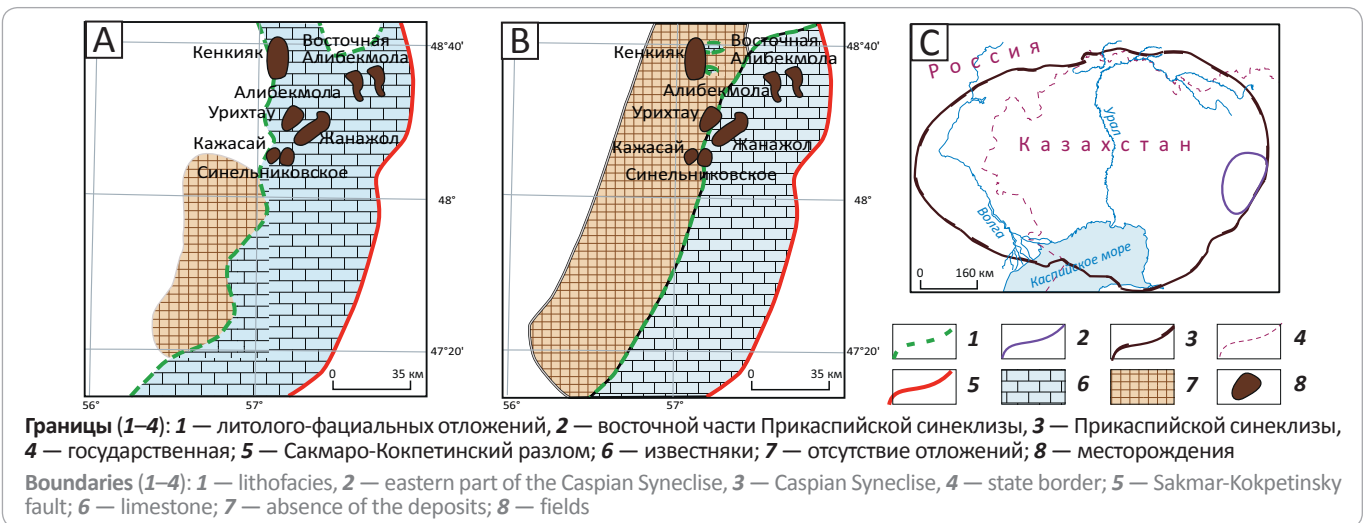 A
Кенкияк
Восточная
Алибекмола
Алибекмола
Урихтау
Кажасай
Жанажол
Синельниковское
48°40'
48°
47°20'
0 35 км
56° 57°
B
Кенкияк
Восточная
Алибекмола
Алибекмола
Урихтау
Кажасай
Жанажол
Синельниковское
48°40'
48°
47°20'
0 35 км
56° 57°
C
Россия
Казахстан
Урал
Волга
Каспийское море
0 160 км
1 2 3 4
5 6 7 8
Границы (1–4): 1 — литолого-фациальных отложений, 2 — восточной части Прикаспийской синеклизы, 3 — Прикаспийской синеклизы,
4 — государственная; 5 — Сакмаро-Кокпетинский разлом; 6 — известняки; 7 — отсутствие отложений; 8 — месторождения
Boundaries (1–4): 1 — lithofacies, 2 — eastern part of the Caspian Syneclise, 3 — Caspian Syneclise, 4 — state border; 5 — Sakmar-Kokpetinsky
fault; 6 — limestone; 7 — absence of the deposits; 8 — fields